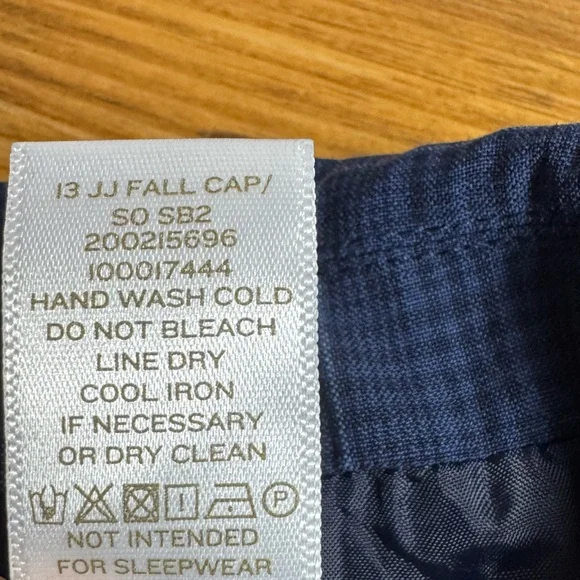 13 JJ FALL CAP/
SO SB2
200215696
100017444
HAND WASH COLD
DO NOT BLEACH
LINE DRY
COOL IRON
IF NECESSARY
OR DRY CLEAN
P
NOT INTENDED
FOR SLEEPWEAR